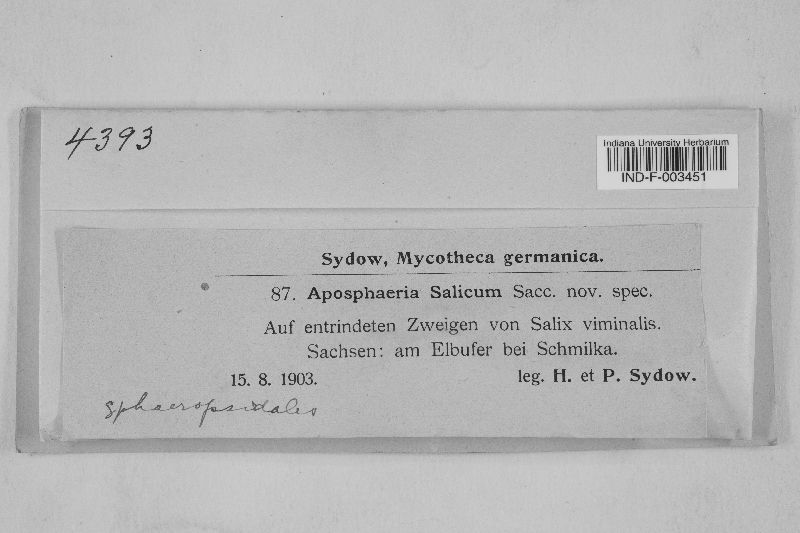 4393
Indiana University Herbarium
IND-F-003451
Sydow, Mycotheca germanica.
87. Aposphaeria Salicum Sacc. nov. spec.
Auf entrindeten Zweigen von Salix viminalis.
Sachsen: am Elbufer bei Schmilka.
15. 8. 1903. leg. H. et P. Sydow.
Sphaeropsidales